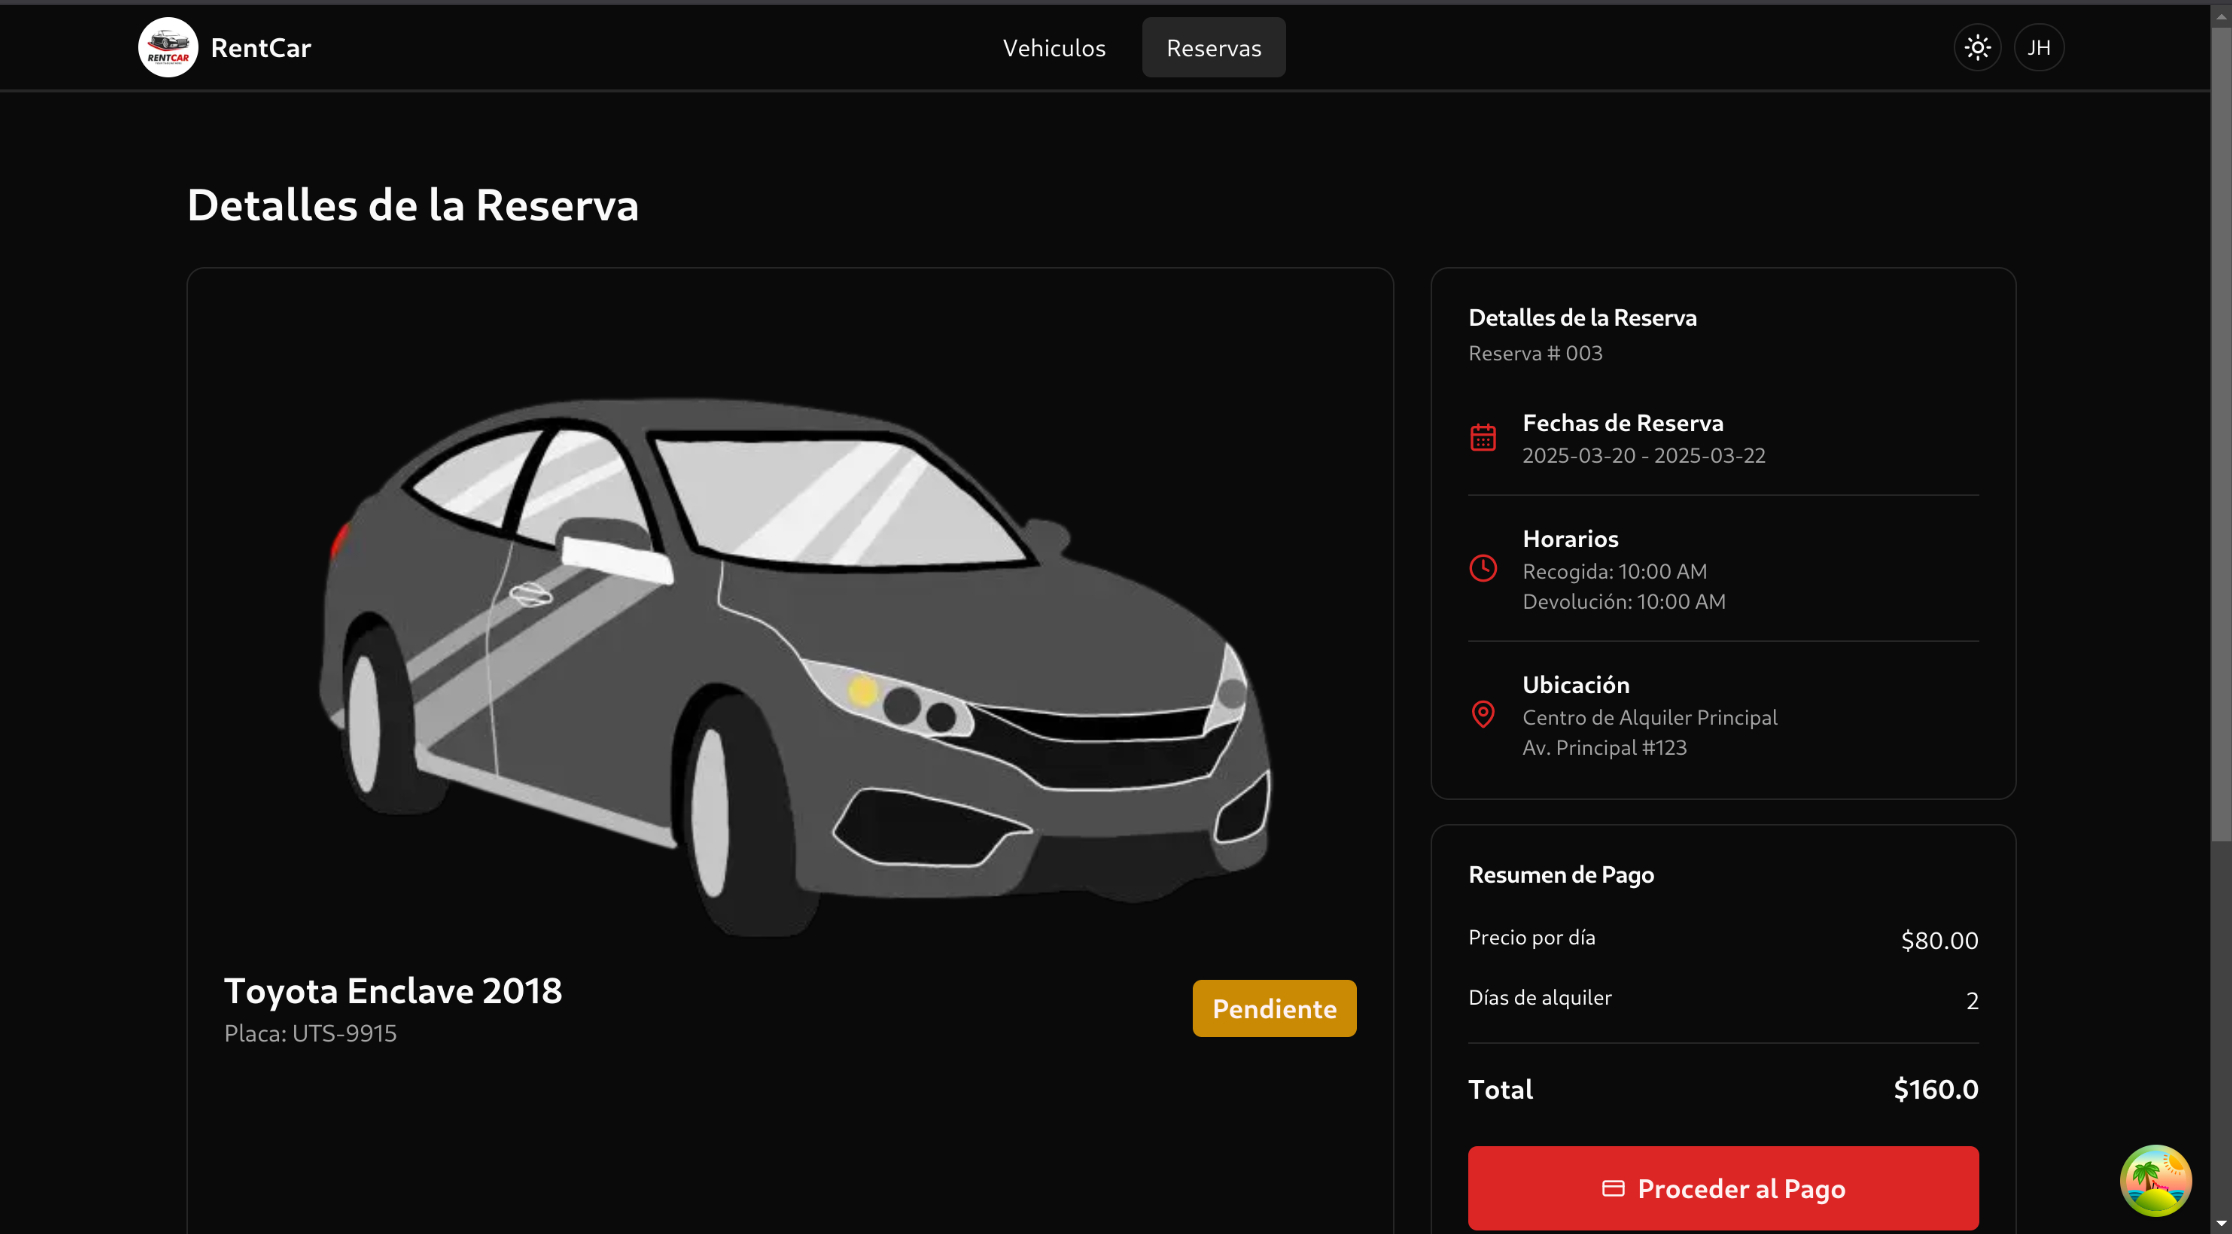 RENTCAR
RentCar
Vehiculos
Reservas
JH
Detalles de la Reserva
Toyota Enclave 2018
Placa: UTS-9915
Pendiente
Detalles de la Reserva
Reserva # 003
Fechas de Reserva
2025-03-20 - 2025-03-22
Horarios
Recogida: 10:00 AM
Devolución: 10:00 AM
Ubicación
Centro de Alquiler Principal
Av. Principal #123
Resumen de Pago
Precio por día
$80.00
Días de alquiler
2
Total
$160.0
Proceder al Pago